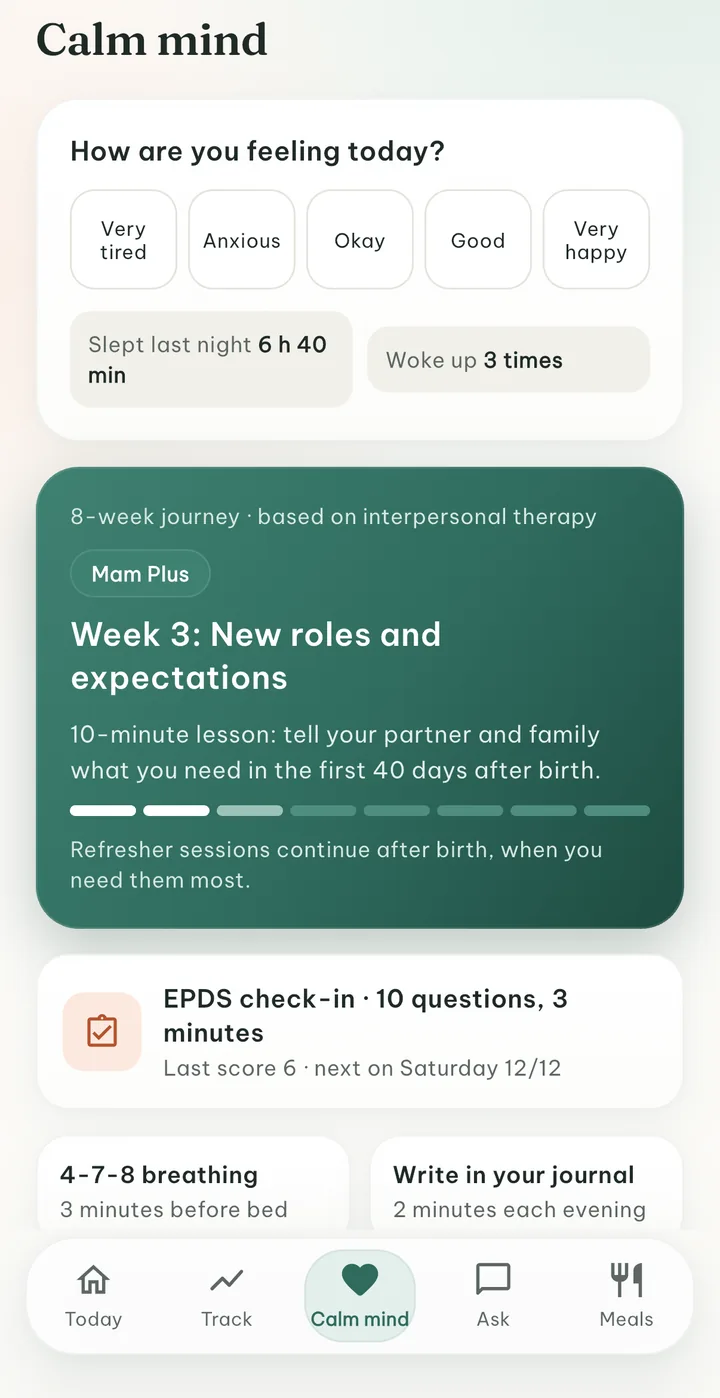 Calm mind
How are you feeling today?
Very
tired
Anxious
Okay
Good
Very
happy
Slept last night 6 h 40
min
Woke up 3 times
8-week journey · based on interpersonal therapy
Mam Plus
Week 3: New roles and
expectations
10-minute lesson: tell your partner and family
what you need in the first 40 days after birth.
Refresher sessions continue after birth, when you
need them most.
EPDS check-in · 10 questions, 3
minutes
Last score 6 · next on Saturday 12/12
4-7-8 breathing
3 minutes before bed
Write in your journal
2 minutes each evening
Today
Track
Calm mind
Ask
Meals